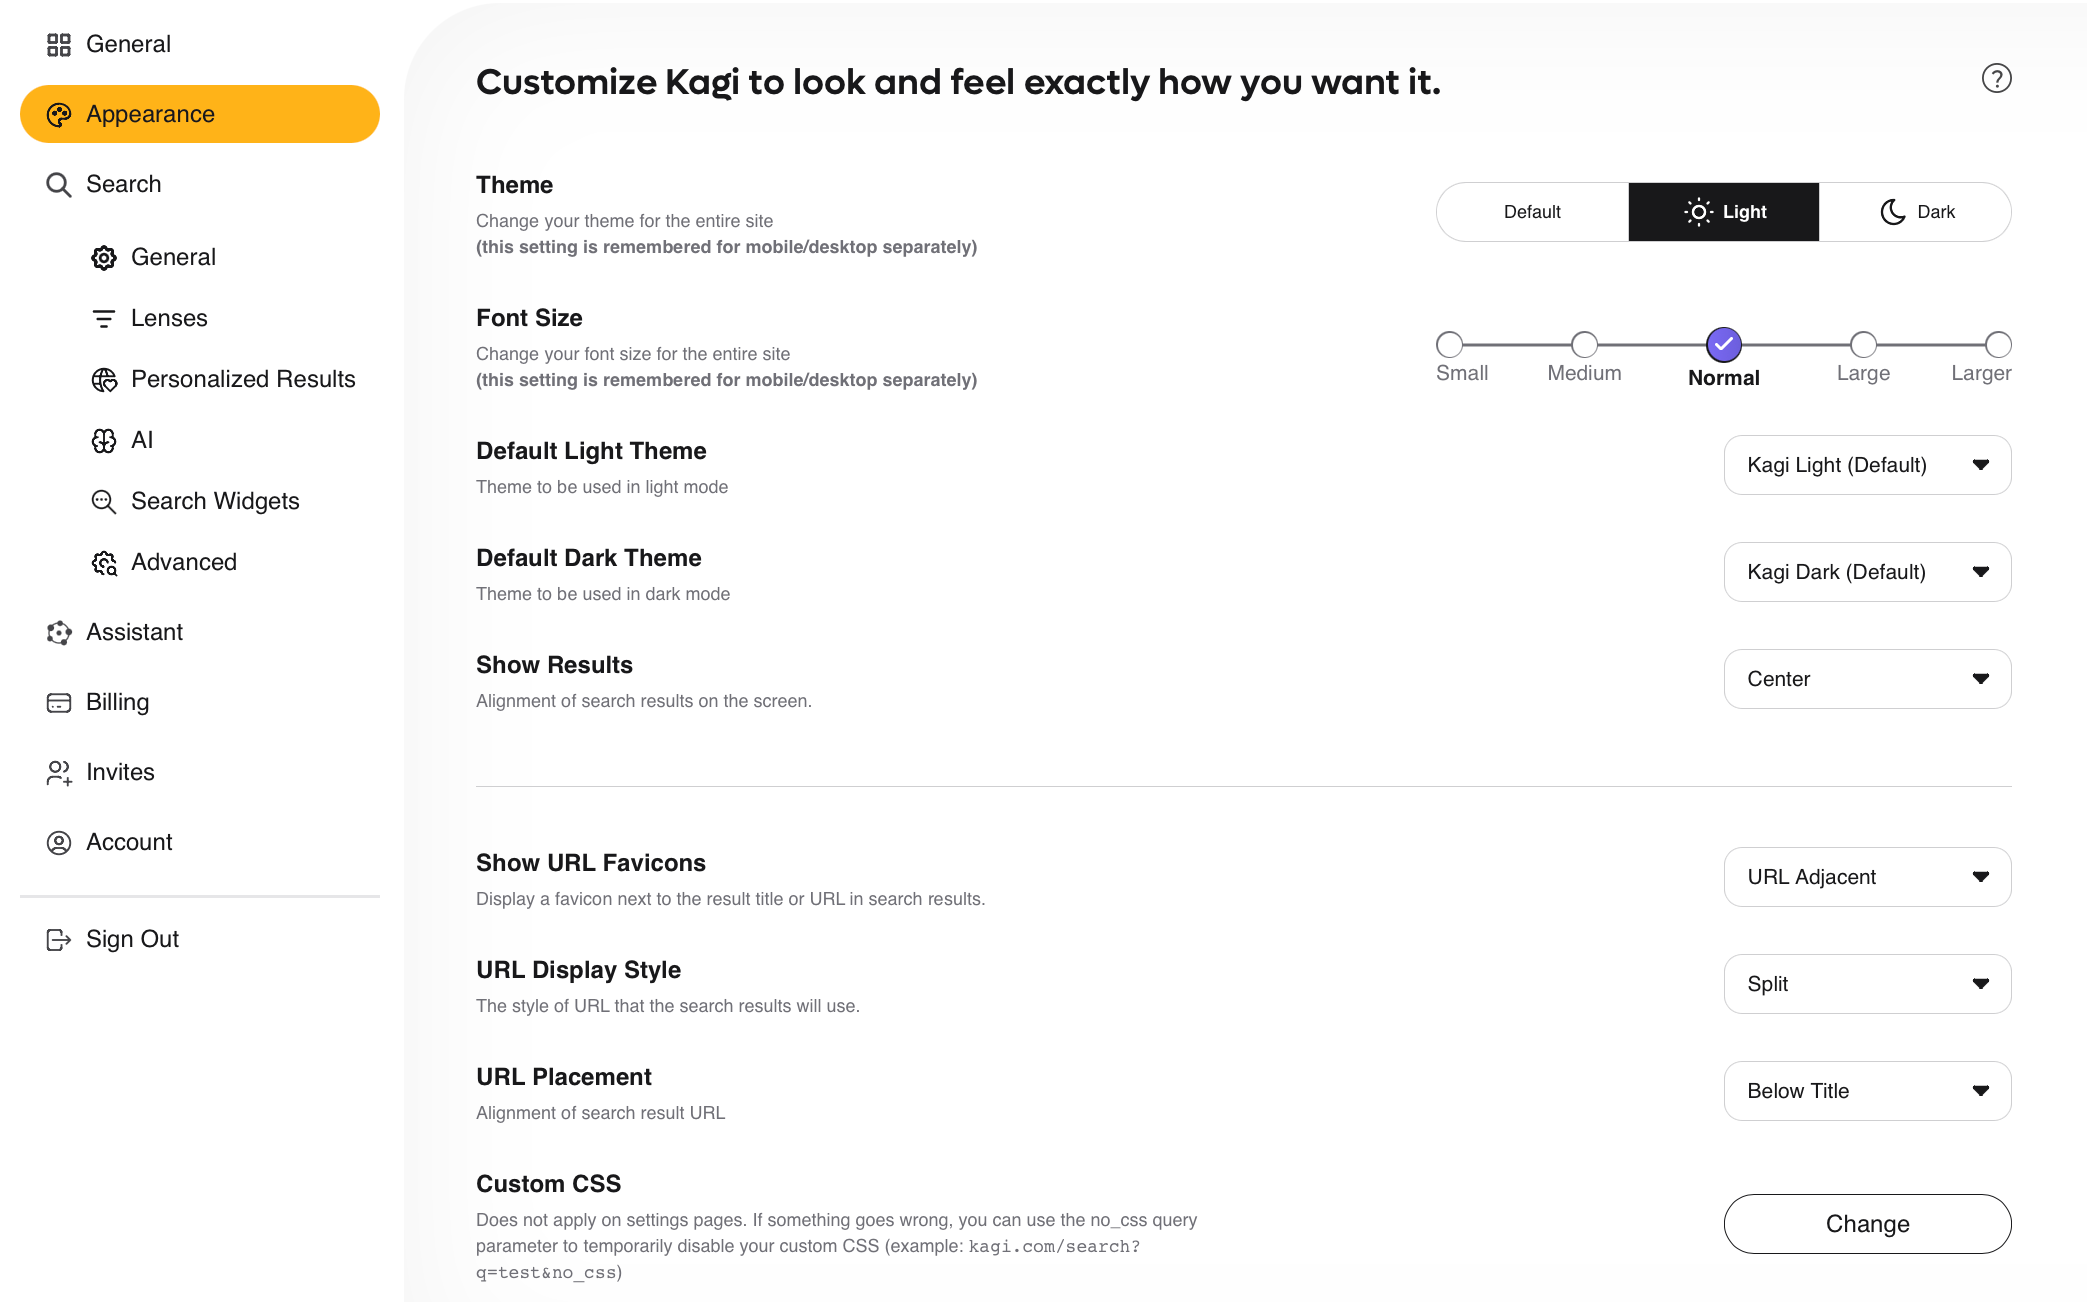 General
Appearance
Search
General
Lenses
Personalized Results
AI
Search Widgets
Advanced
Assistant
Billing
Invites
Account
Sign Out
Customize Kagi to look and feel exactly how you want it.
?
Theme
Change your theme for the entire site
(this setting is remembered for mobile/desktop separately)
Default Light Dark
Font Size
Change your font size for the entire site
(this setting is remembered for mobile/desktop separately)
Small Medium Normal Large Larger
Default Light Theme
Theme to be used in light mode
Kagi Light (Default)
Default Dark Theme
Theme to be used in dark mode
Kagi Dark (Default)
Show Results
Alignment of search results on the screen.
Center
Show URL Favicons
Display a favicon next to the result title or URL in search results.
URL Adjacent
URL Display Style
The style of URL that the search results will use.
Split
URL Placement
Alignment of search result URL
Below Title
Custom CSS
Does not apply on settings pages. If something goes wrong, you can use the no_css query
parameter to temporarily disable your custom CSS (example: kagi.com/search?
q=test&no_css)
Change